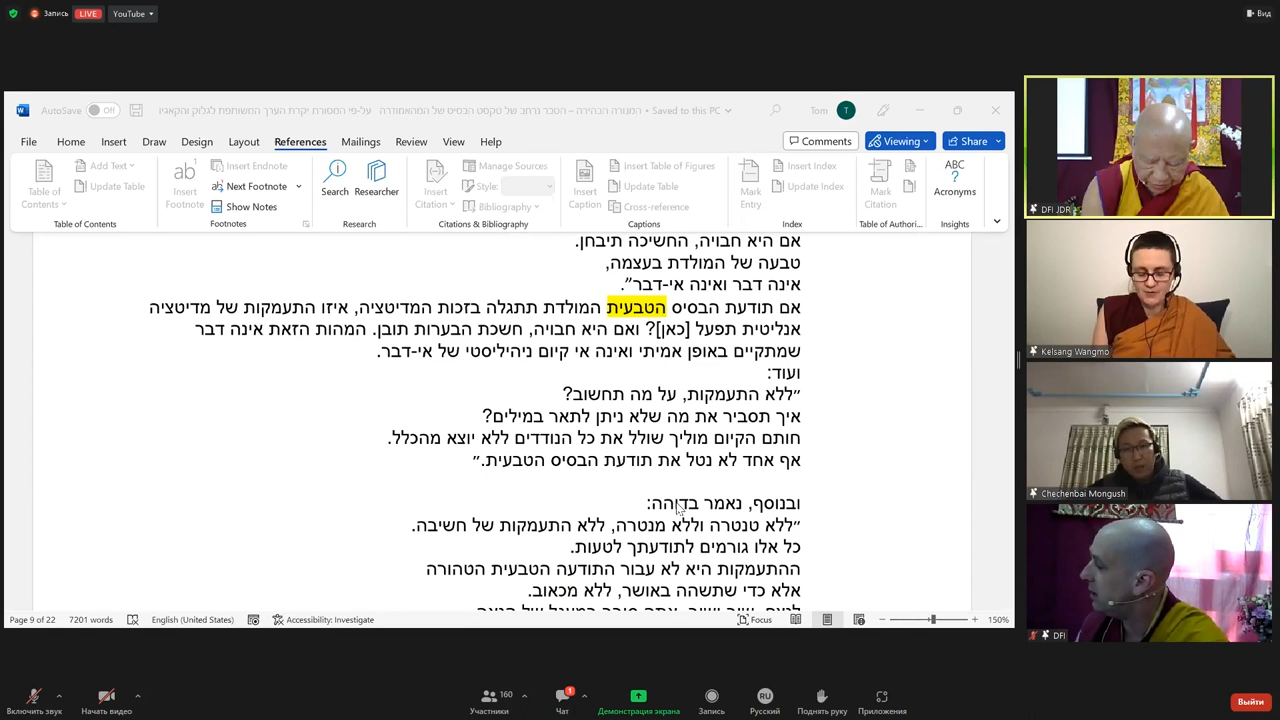 Запись
LIVE
YouTube
Вид
AutoSave
Off
המנורה הבהירה – הסבר נרחב של טקסט הבסיס של המהאמודרה
על-פי המסורת יקרת הערך המשותפת לגלוק והקאגיו
• Saved to this PC
Tom
T
File Home Insert Draw Design Layout References Mailings Review View Help
Comments
Viewing
Share
Table of Contents
Add Text
Update Table
Table of Contents
Insert Footnote
Insert Endnote
Next Footnote
Show Notes
Footnotes
Search
Researcher
Research
Insert Citation
Manage Sources
Style:
Bibliography
Citations & Bibliography
Insert Caption
Insert Table of Figures
Update Table
Cross-reference
Captions
Mark Entry
Insert Index
Update Index
Index
Mark Citation
Table of Authori...
ABC
Acronyms
Insights
אם היא חבויה, החשיכה תיבחן.
טבעה של המולדת בעצמה,
אינה דבר ואינה אי-דבר״.
אם תודעת הבסיס הטבעית המולדת תתגלה בזכות המדיטציה, איזו התעמקות של מדיטציה
אנליטית תפעל [כאן]? ואם היא חבויה, חשכת הבערות תובן. המהות הזאת אינה דבר
שמתקיים באופן אמיתי ואינה אי קיום ניהיליסטי של אי-דבר.
ועוד:
״ללא התעמקות, על מה תחשוב?
איך תסביר את מה שלא ניתן לתאר במילים?
חותם הקיום מוליך שולל את כל הנודדים ללא יוצא מהכלל.
אף אחד לא נטל את תודעת הבסיס הטבעית.״
ובנוסף, נאמר בדוהה:
״ללא טנטרה וללא מנטרה, ללא התעמקות של חשיבה.
כל אלו גורמים לתודעתך לטעות.
ההתעמקות היא לא עבור התודעה הטבעית הטהורה
אלא כדי שתשהה באושר, ללא מכאוב.
Page 9 of 22
7201 words
English (United States)
Accessibility: Investigate
Focus
150%
DFI JDR
Kelsang Wangmo
Chechenbai Mongush
DFI
Включить звук
Начать видео
160
Участники
1
Чат
Демонстрация экрана
Запись
RU
Русский
Поднять руку
Приложения
Выйти